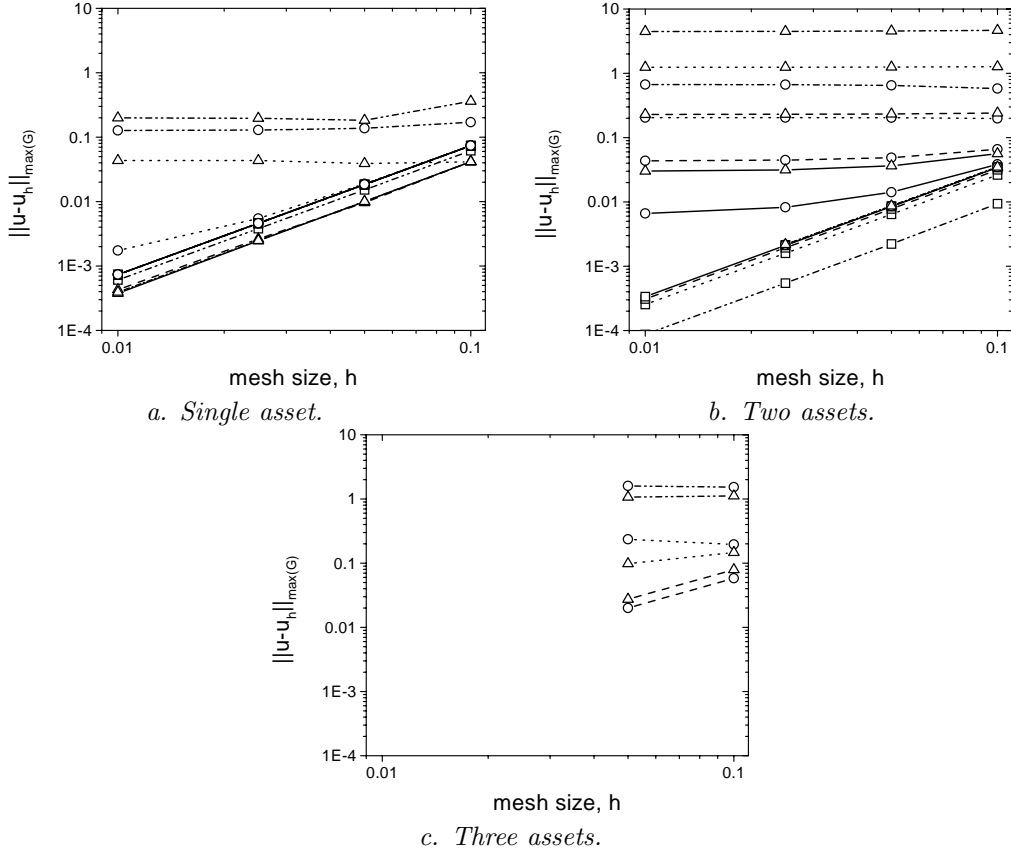 10
1
0.1
0.01
1E-3
1E-4
||u-u_h||_max(G)
0.01
0.1
mesh size, h
a. Single asset.
10
1
0.1
0.01
1E-3
1E-4
||u-u_h||_max(G)
0.01
0.1
mesh size, h
b. Two assets.
10
1
0.1
0.01
1E-3
1E-4
||u-u_h||_max(G)
0.01
0.1
mesh size, h
c. Three assets.